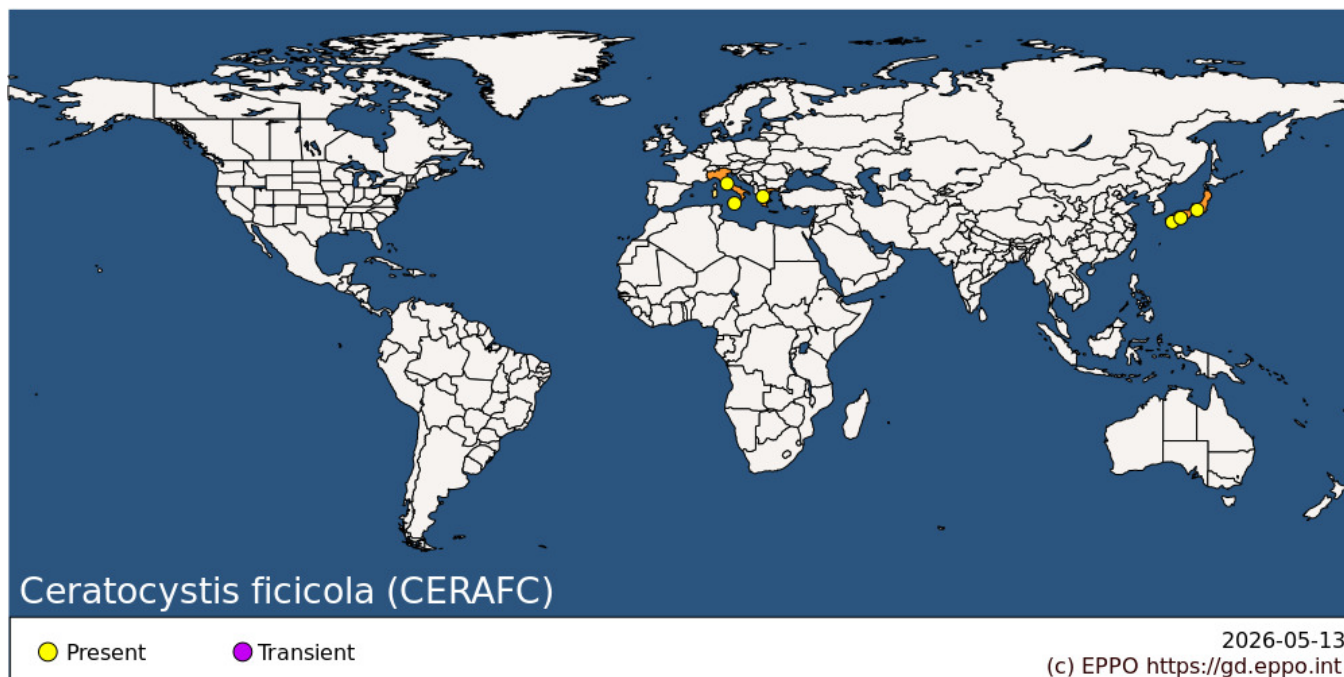 Ceratocystis ficicola (CERAFC)
Present
Transient
2026-05-13
(c) EPPO https://gd.eppo.int